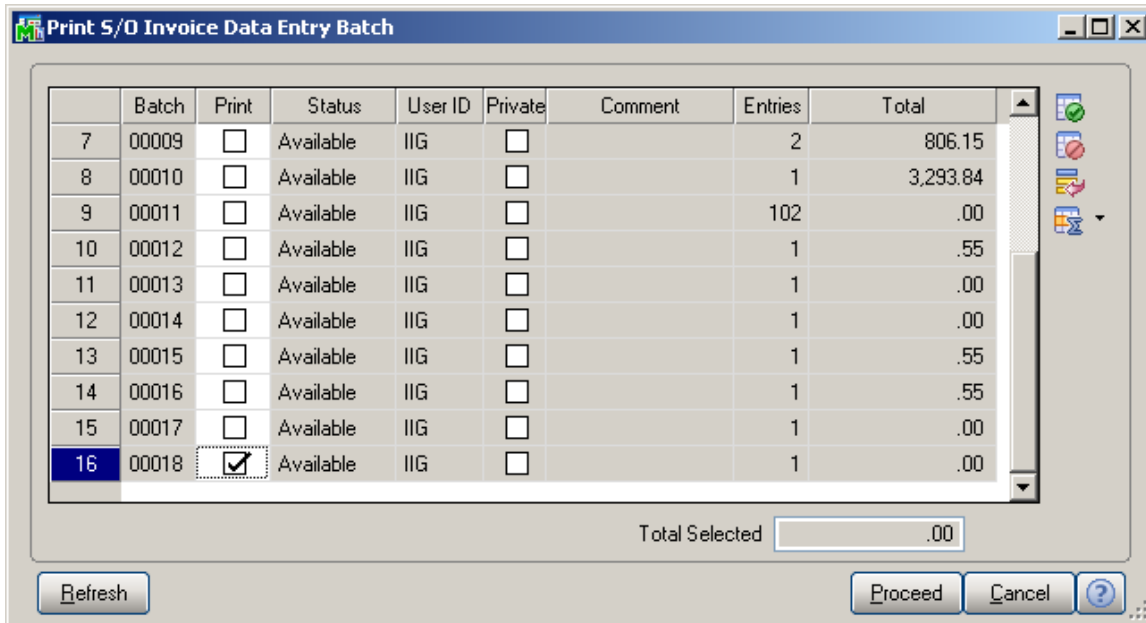 Print S/O Invoice Data Entry Batch
Batch Print Status User ID Private Comment Entries Total
7 00009 Available IIG 2 806.15
8 00010 Available IIG 1 3,293.84
9 00011 Available IIG 102 .00
10 00012 Available IIG 1 .55
11 00013 Available IIG 1 .00
12 00014 Available IIG 1 .00
13 00015 Available IIG 1 .55
14 00016 Available IIG 1 .55
15 00017 Available IIG 1 .00
16 00018 Available IIG 1 .00
Total Selected .00
Refresh Proceed Cancel ?